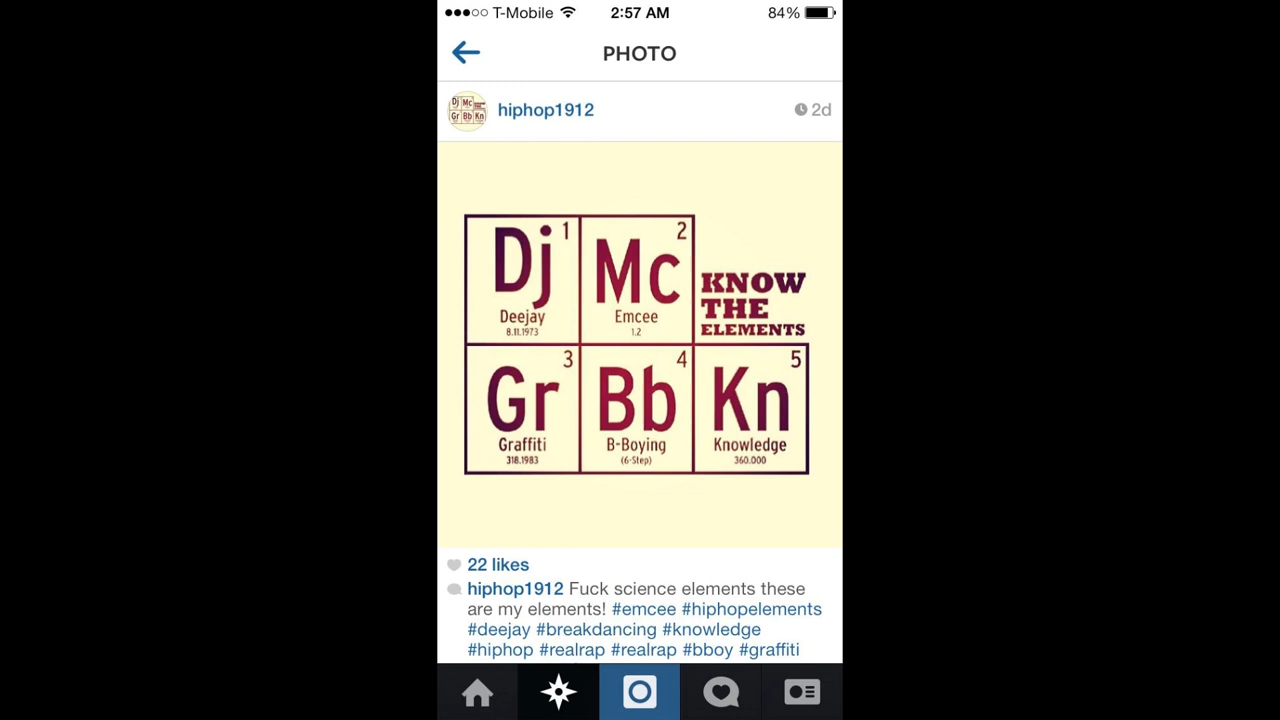 T-Mobile 2:57 AM 84%
PHOTO
hiphop1912 2d
Dj 1
Deejay
8.11.1973
Mc 2
Emcee
1.2
KNOW
THE
ELEMENTS
Gr 3
Graffiti
318.1983
Bb 4
B-Boying
(6-Step)
Kn 5
Knowledge
360.000
22 likes
hiphop1912 Fuck science elements these
are my elements! #emcee #hiphopelements
#deejay #breakdancing #knowledge
#hiphop #realrap #realrap #bboy #graffiti